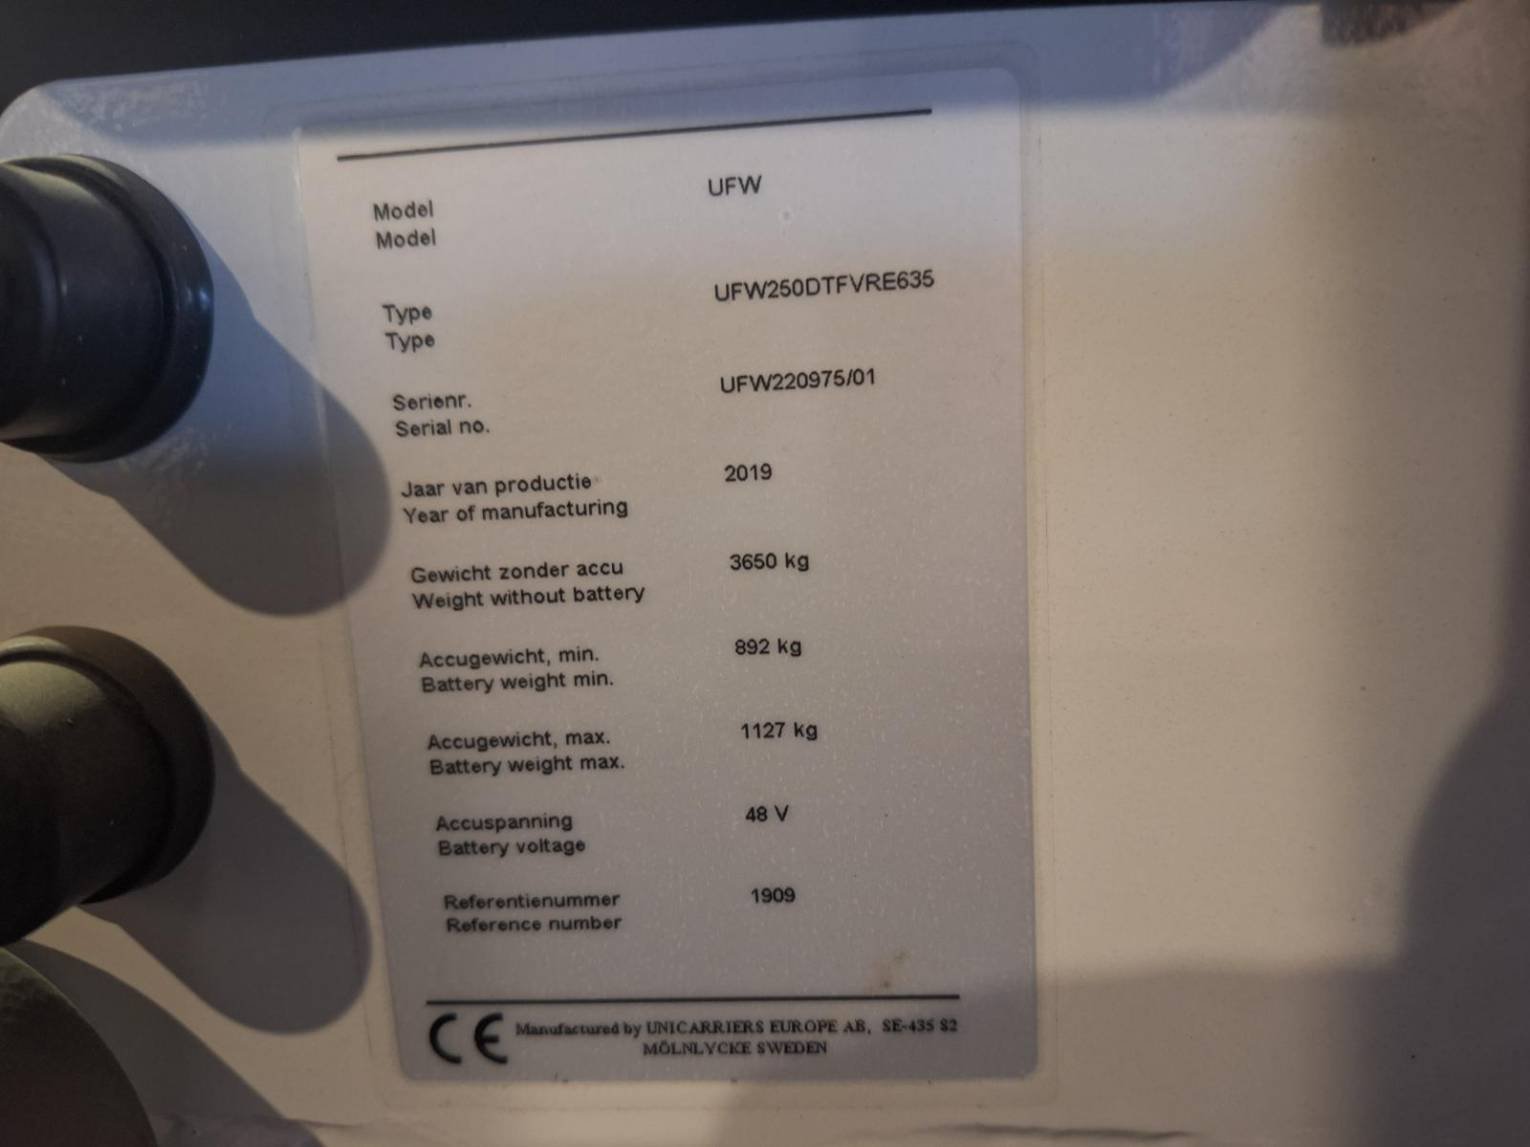 Model UFW
Model
Type UFW250DTFVRE635
Type
Serienr. UFW220975/01
Serial no.
Jaar van productie 2019
Year of manufacturing
Gewicht zonder accu 3650 kg
Weight without battery
Accugewicht, min. 892 kg
Battery weight min.
Accugewicht, max. 1127 kg
Battery weight max.
Accuspanning 48 V
Battery voltage
Referentienummer 1909
Reference number
CE Manufactured by UNICARRIERS EUROPE AB, SE-435 82
MÖLNLYCKE SWEDEN